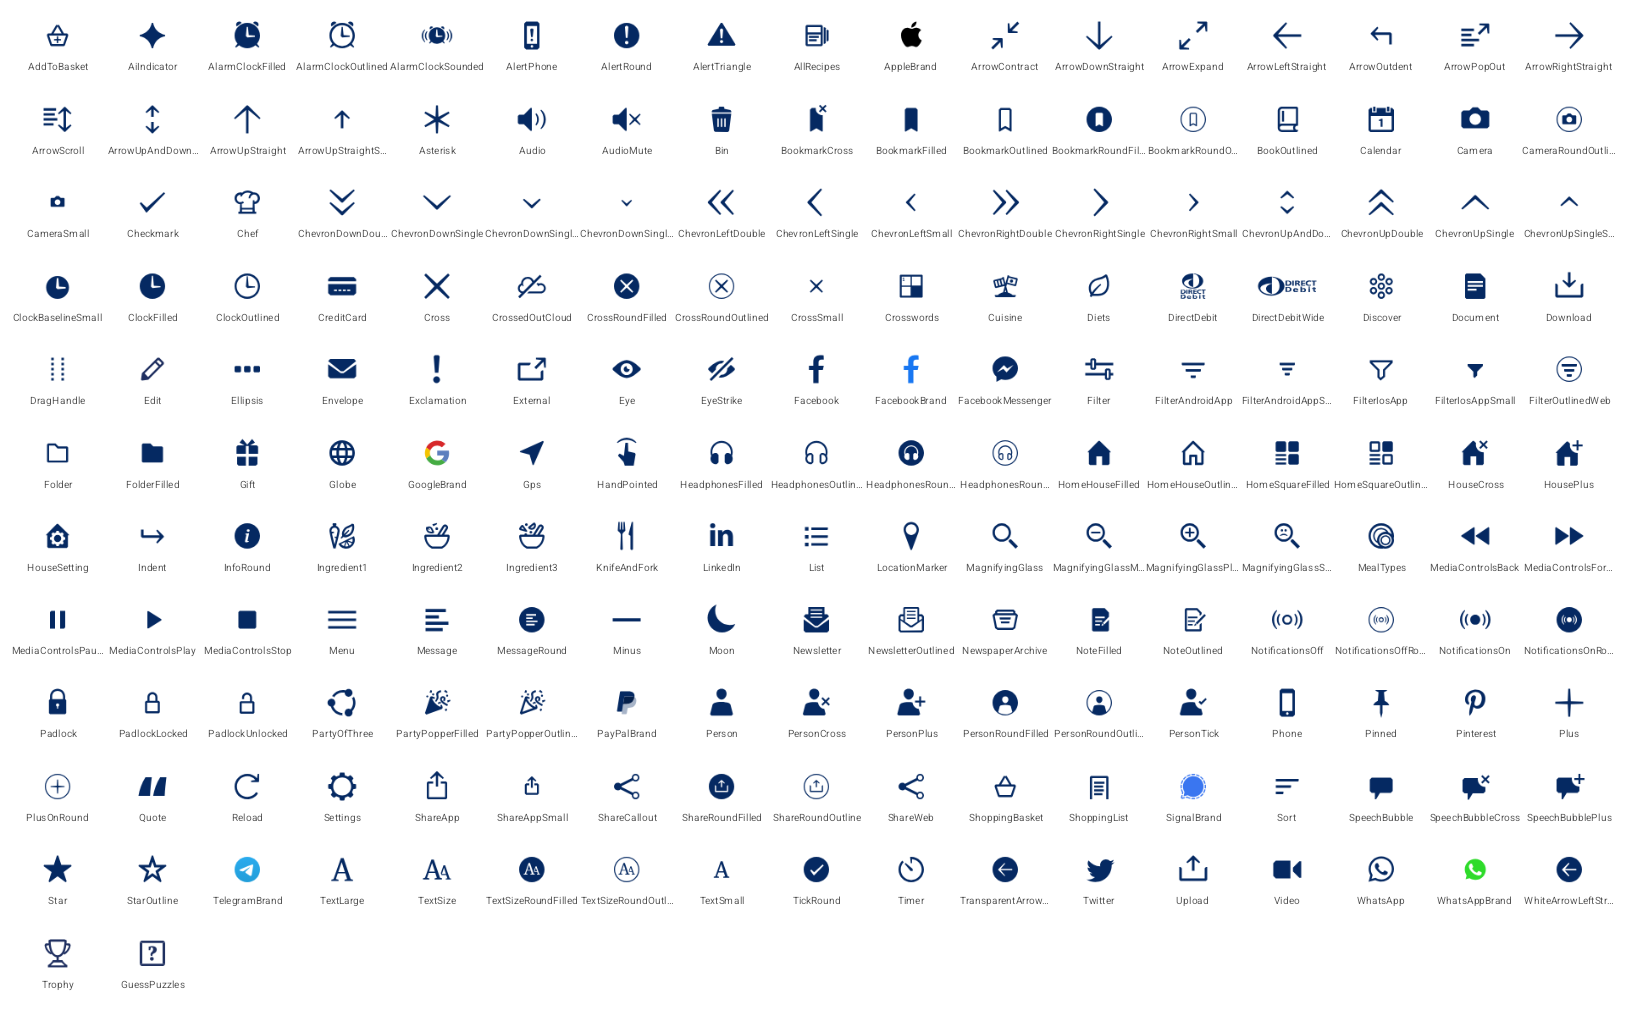 AddToBasket AiIndicator AlarmClockFilled AlarmClockOutlined AlarmClockSounded AlertPhone AlertRound AlertTriangle AllRecipes AppleBrand ArrowContract ArrowDownStraight ArrowExpand ArrowLeftStraight ArrowOutdent ArrowPopOut ArrowRightStraight
1
ArrowScroll ArrowUpAndDown... ArrowUpStraight ArrowUpStraightS... Asterisk Audio AudioMute Bin BookmarkCross BookmarkFilled BookmarkOutlined BookmarkRoundFil... BookmarkRoundO... BookOutlined Calendar Camera CameraRoundOutli...
CameraSmall Checkmark Chef ChevronDownDou... ChevronDownSingle ChevronDownSingl... ChevronDownSingl... ChevronLeftDouble ChevronLeftSingle ChevronLeftSmall ChevronRightDouble ChevronRightSingle ChevronRightSmall ChevronUpAndDo... ChevronUpDouble ChevronUpSingle ChevronUpSingleS...
DIRECT Debit DIRECT Debit
ClockBaselineSmall ClockFilled ClockOutlined CreditCard Cross CrossedOutCloud CrossRoundFilled CrossRoundOutlined CrossSmall Crosswords Cuisine Diets DirectDebit DirectDebitWide Discover Document Download
DragHandle Edit Ellipsis Envelope Exclamation External Eye EyeStrike Facebook FacebookBrand FacebookMessenger Filter FilterAndroidApp FilterAndroidAppS... FilterIosApp FilterIosAppSmall FilterOutlinedWeb
Folder FolderFilled Gift Globe GoogleBrand Gps HandPointed HeadphonesFilled HeadphonesOutlin... HeadphonesRoun... HeadphonesRoun... HomeHouseFilled HomeHouseOutlin... HomeSquareFilled HomeSquareOutlin... HouseCross HousePlus
i in
HouseSetting Indent InfoRound Ingredient1 Ingredient2 Ingredient3 KnifeAndFork LinkedIn List LocationMarker MagnifyingGlass MagnifyingGlassM... MagnifyingGlassPl... MagnifyingGlassS... MealTypes MediaControlsBack MediaControlsFor...
MediaControlsPau... MediaControlsPlay MediaControlsStop Menu Message MessageRound Minus Moon Newsletter NewsletterOutlined NewspaperArchive NoteFilled NoteOutlined NotificationsOff NotificationsOffRo... NotificationsOn NotificationsOnRo...
Padlock PadlockLocked PadlockUnlocked PartyOfThree PartyPopperFilled PartyPopperOutlin... PayPalBrand Person PersonCross PersonPlus PersonRoundFilled PersonRoundOutli... PersonTick Phone Pinned Pinterest Plus
PlusOnRound Quote Reload Settings ShareApp ShareAppSmall ShareCallout ShareRoundFilled ShareRoundOutline ShareWeb ShoppingBasket ShoppingList SignalBrand Sort SpeechBubble SpeechBubbleCross SpeechBubblePlus
A AA AA AA A
Star StarOutline TelegramBrand TextLarge TextSize TextSizeRoundFilled TextSizeRoundOutl... TextSmall TickRound Timer TransparentArrow... Twitter Upload Video WhatsApp WhatsAppBrand WhiteArrowLeftStr...
?
Trophy GuessPuzzles